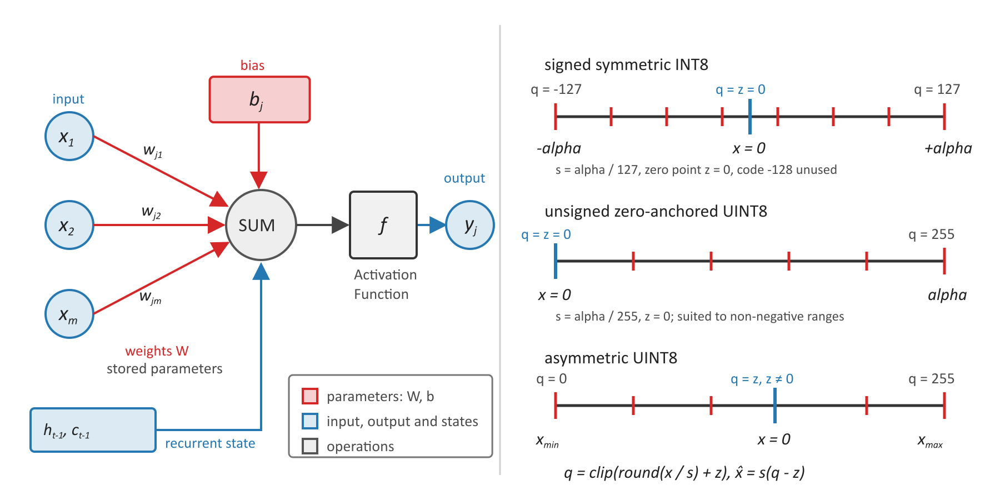 bias
b_j
input
x_1
w_j1
x_2
w_j2
x_m
w_jm
SUM
f
output
y_j
Activation
Function
weights W
stored parameters
h_t-1, c_t-1
recurrent state
parameters: W, b
input, output and states
operations
signed symmetric INT8
q = -127 q = z = 0 q = 127
-alpha x = 0 +alpha
s = alpha / 127, zero point z = 0, code -128 unused
unsigned zero-anchored UINT8
q = z = 0 q = 255
x = 0 alpha
s = alpha / 255, z = 0; suited to non-negative ranges
asymmetric UINT8
q = 0 q = z, z ≠ 0 q = 255
x_min x = 0 x_max
q = clip(round(x / s) + z), x̂ = s(q - z)